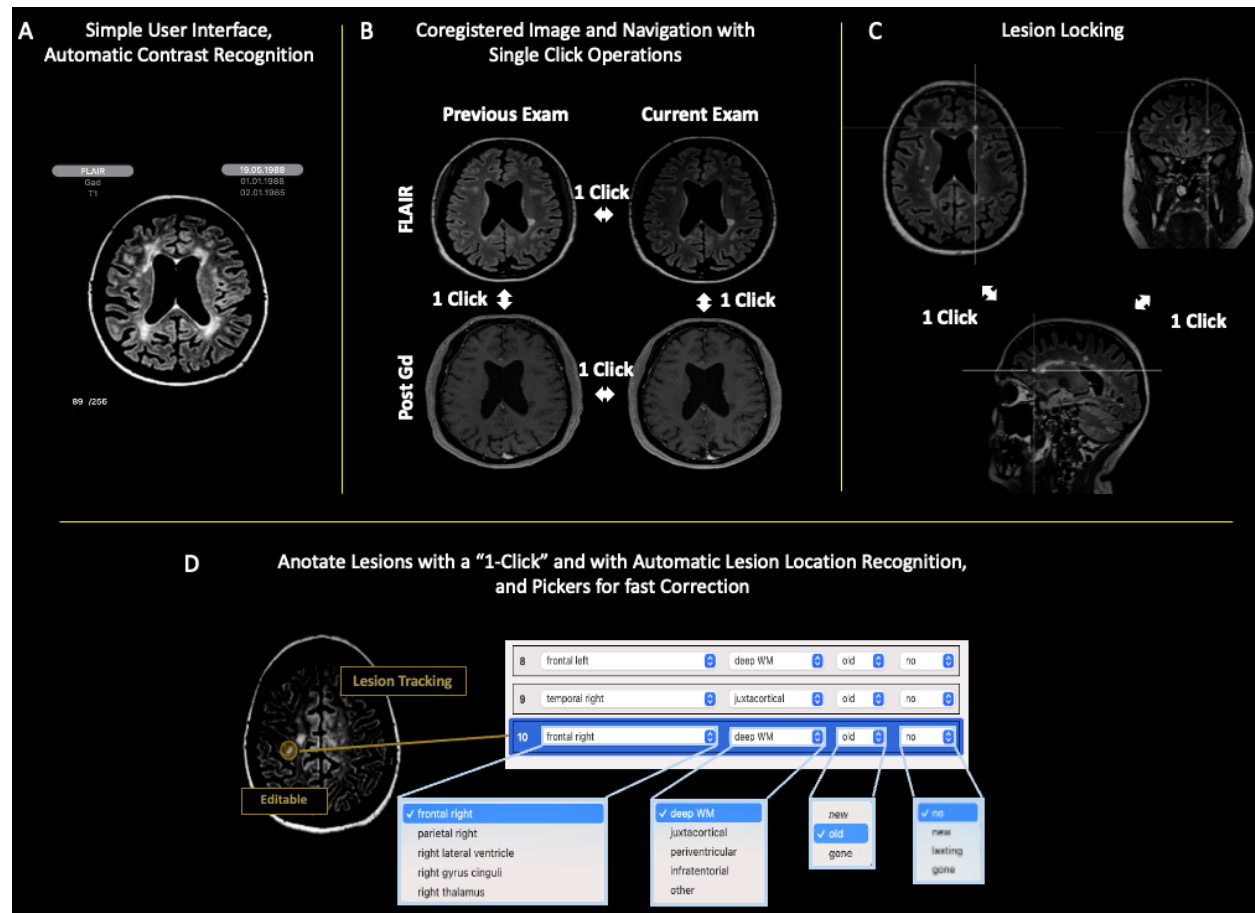 A
Simple User Interface,
Automatic Contrast Recognition
FLAIR
Gad
T1
19.05.1988
01.01.1988
02.01.1985
89 /256
B
Coregistered Image and Navigation with
Single Click Operations
Previous Exam
Current Exam
FLAIR
1 Click
1 Click
1 Click
Post Gd
1 Click
C
Lesion Locking
1 Click
1 Click
D
Anotate Lesions with a “1-Click” and with Automatic Lesion Location Recognition,
and Pickers for fast Correction
Lesion Tracking
Editable
8 frontal left deep WM old no
9 temporal right juxtacortical old no
10 frontal right deep WM old no
✓ frontal right
parietal right
right lateral ventricle
right gyrus cinguli
right thalamus
✓ deep WM
juxtacortical
periventricular
infratentorial
other
new
✓ old
gone
✓ no
new
lasting
gone